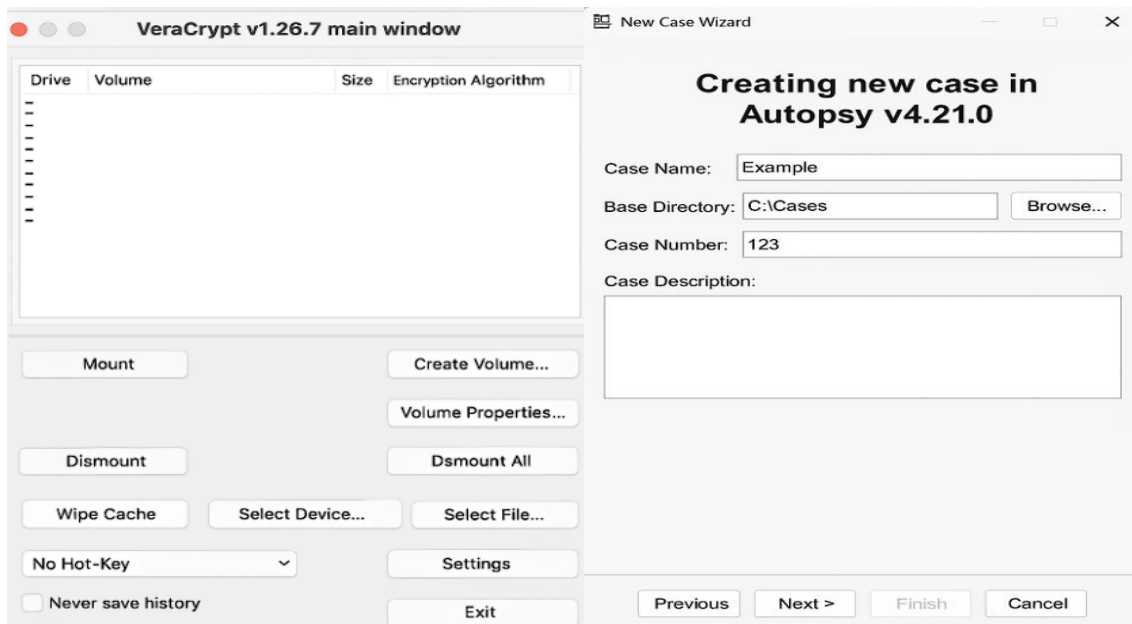 VeraCrypt v1.26.7 main window
Drive Volume Size Encryption Algorithm
Mount Create Volume...
Volume Properties...
Dismount Dsmount All
Wipe Cache Select Device... Select File...
No Hot-Key Settings
Never save history
Exit
New Case Wizard
Creating new case in
Autopsy v4.21.0
Case Name: Example
Base Directory: C:\Cases Browse...
Case Number: 123
Case Description:
Previous Next > Finish Cancel